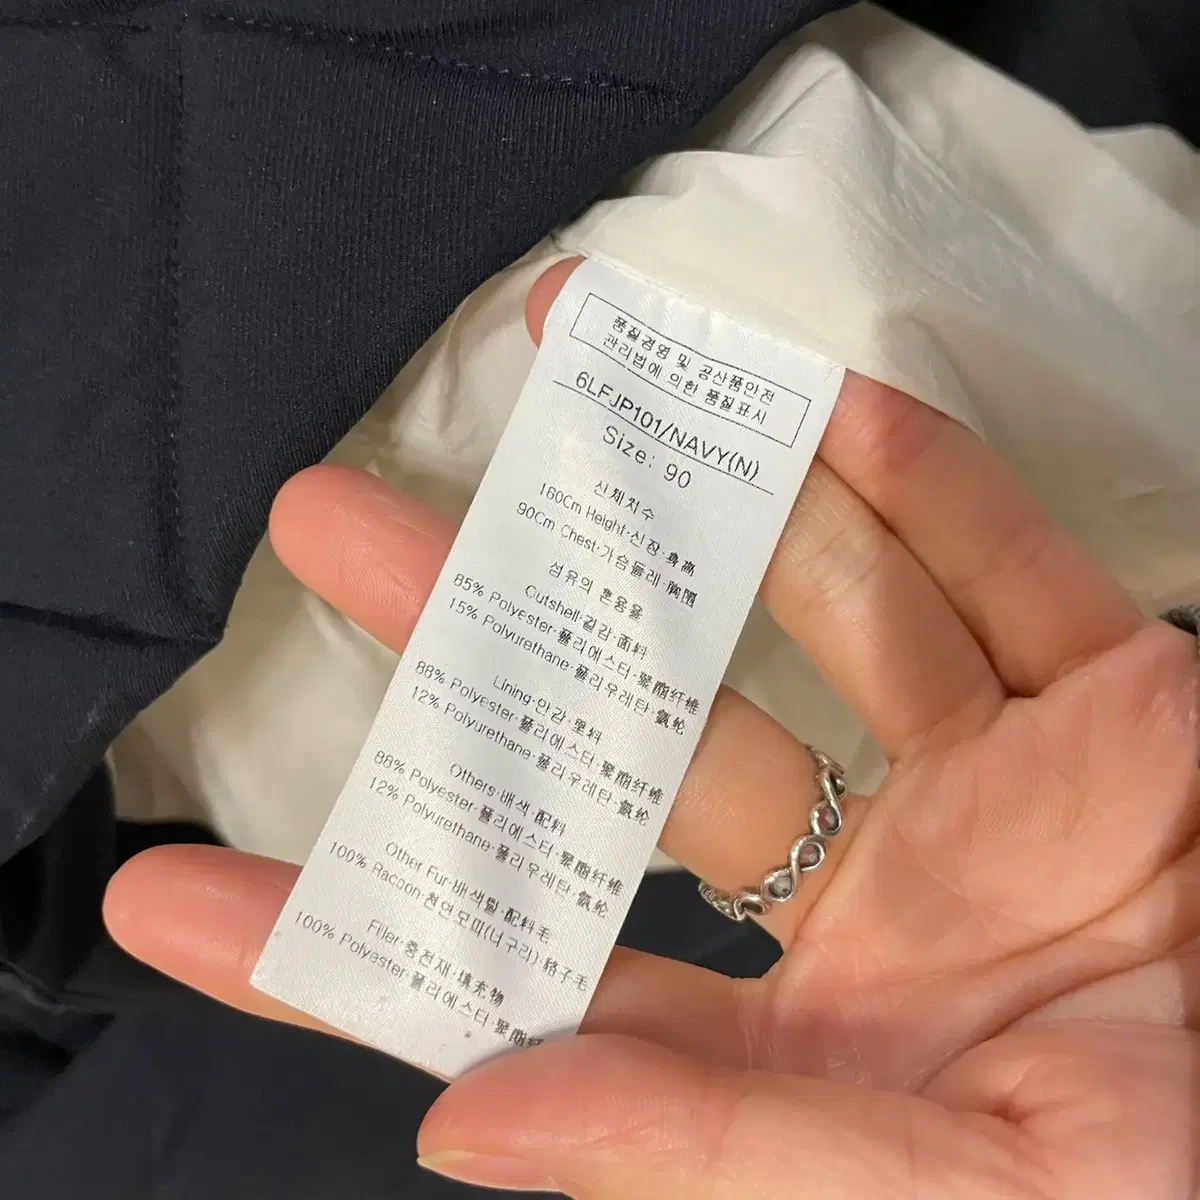 품질경영 및 공산품안전
관리법에 의한 품질표시
6LFJP101/NAVY(N)
Size: 90
신체치수
160Cm Height·신장·身高
90Cm Chest·가슴둘레·胸围
섬유의 혼용율
Outshell·겉감·面料
85% Polyester·폴리에스터·聚酯纤维
15% Polyurethane·폴리우레탄·氨纶
Lining·안감·里料
88% Polyester·폴리에스터·聚酯纤维
12% Polyurethane·폴리우레탄·氨纶
Others·배색·配料
88% Polyester·폴리에스터·聚酯纤维
12% Polyurethane·폴리우레탄·氨纶
Other Fur·배색털·配料毛
100% Racoon·천연모피(너구리)·貉子毛
Filler·충전재·填充物
100% Polyester·폴리에스터·聚酯纤